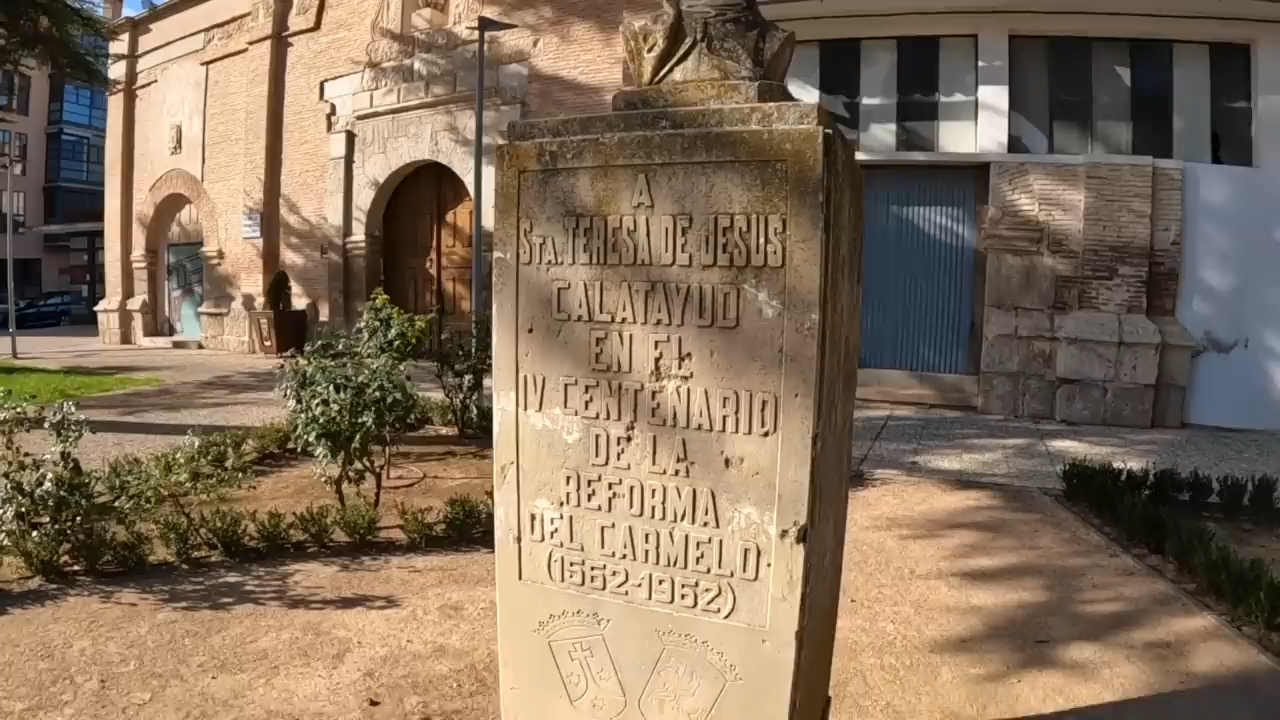 A
STA. TERESA DE JESUS
CALATAYUD
EN EL
IV CENTENARIO
DE LA
REFORMA
DEL CARMELO
(1562-1962)